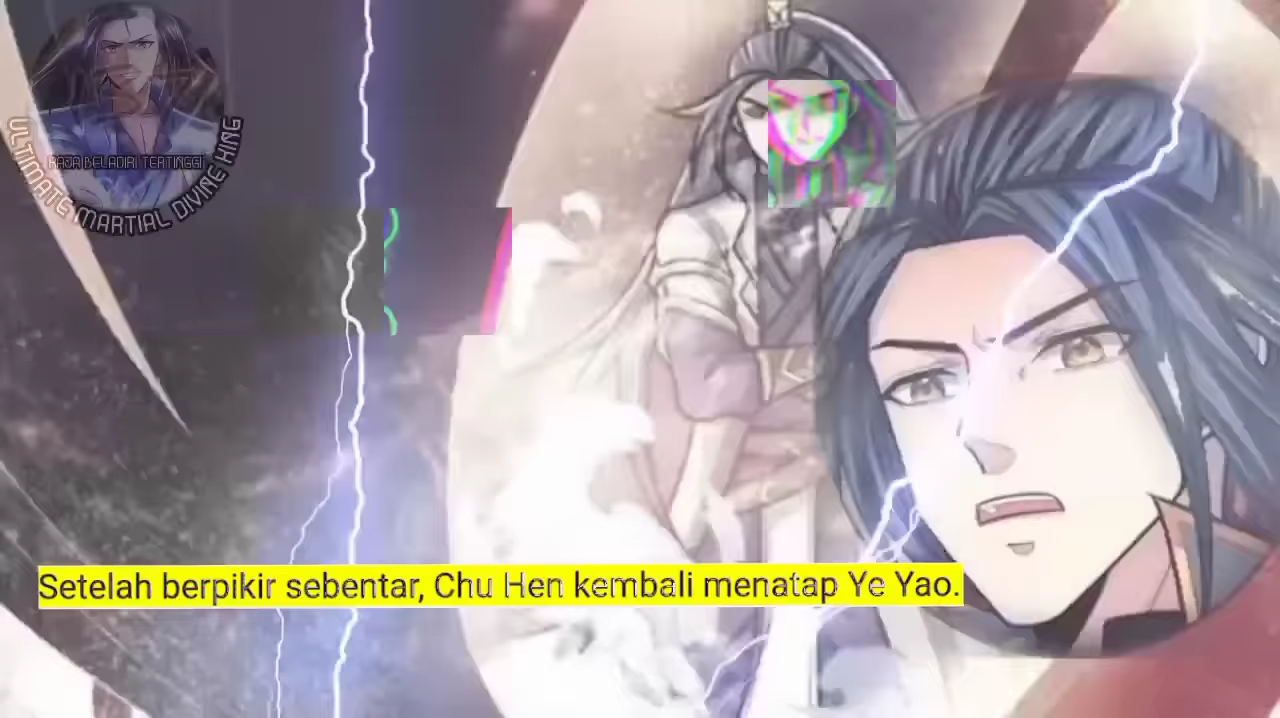 RAJA BELADIRI TERTINGGI
ULTIMATE MARTIAL DIVINE KING
Setelah berpikir sebentar, Chu Hen kembali menatap Ye Yao.